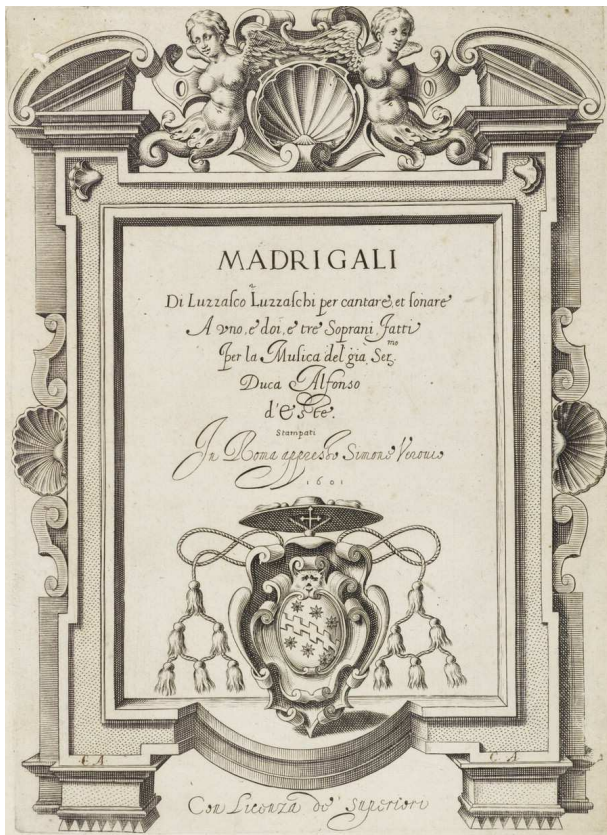 MADRIGALI
Di Luzzasco Luzzaschi per cantare, et sonare
A vno, e doi, e tre Soprani, fatti
Per la Musica del già Ser.mo
Duca Alfonso
d'Este.
Stampati
In Roma appresso Simone Verouio
1601
Con Licenza de' superiori